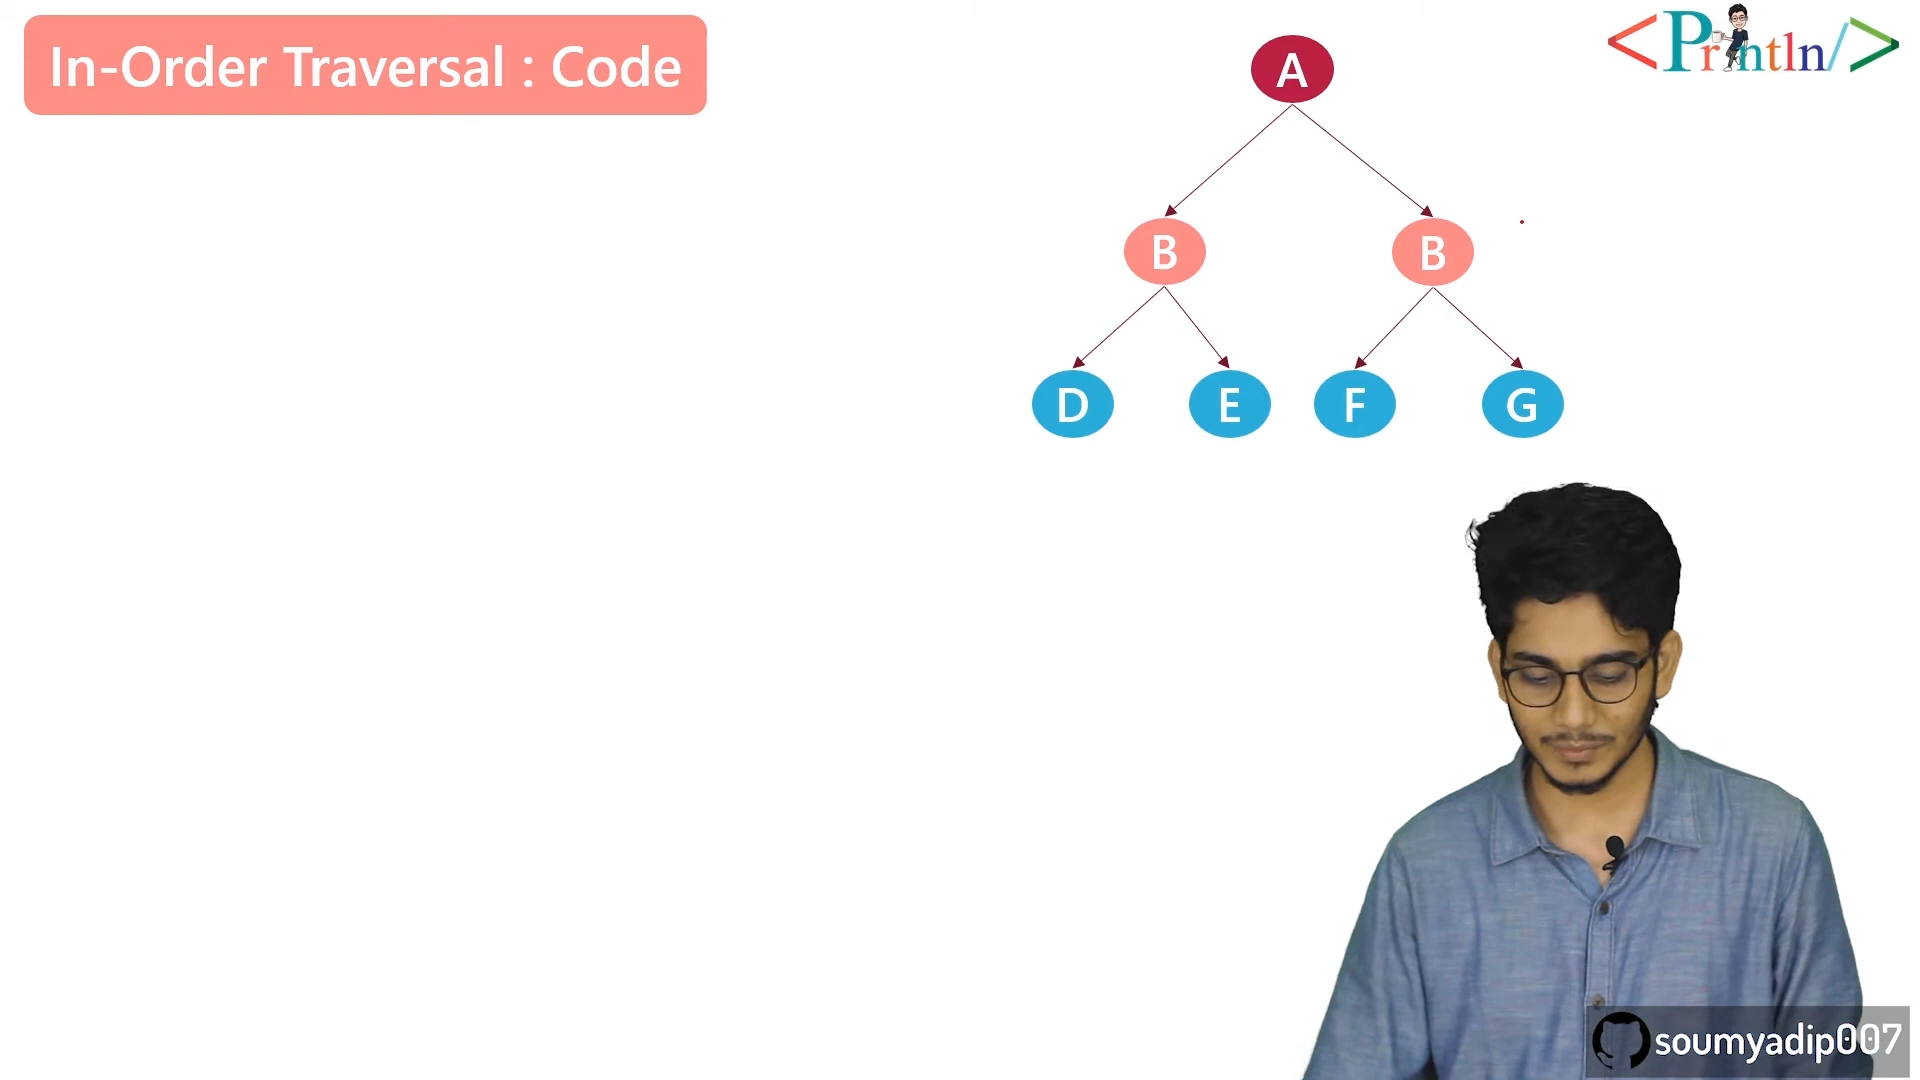 In-Order Traversal : Code
<Println/>
A
B B
D E F G
soumyadip007